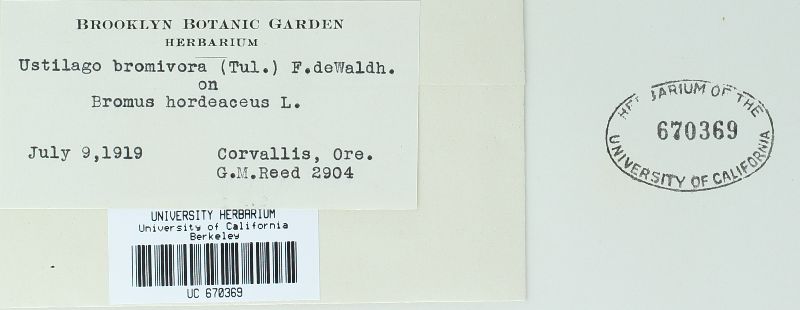 BROOKLYN BOTANIC GARDEN
HERBARIUM
Ustilago bromivora (Tul.) F.deWaldh.
on
Bromus hordeaceus L.
July 9,1919 Corvallis, Ore.
G.M.Reed 2904
UNIVERSITY HERBARIUM
University of California
Berkeley
UC 670369
HERBARIUM OF THE
670369
UNIVERSITY OF CALIFORNIA